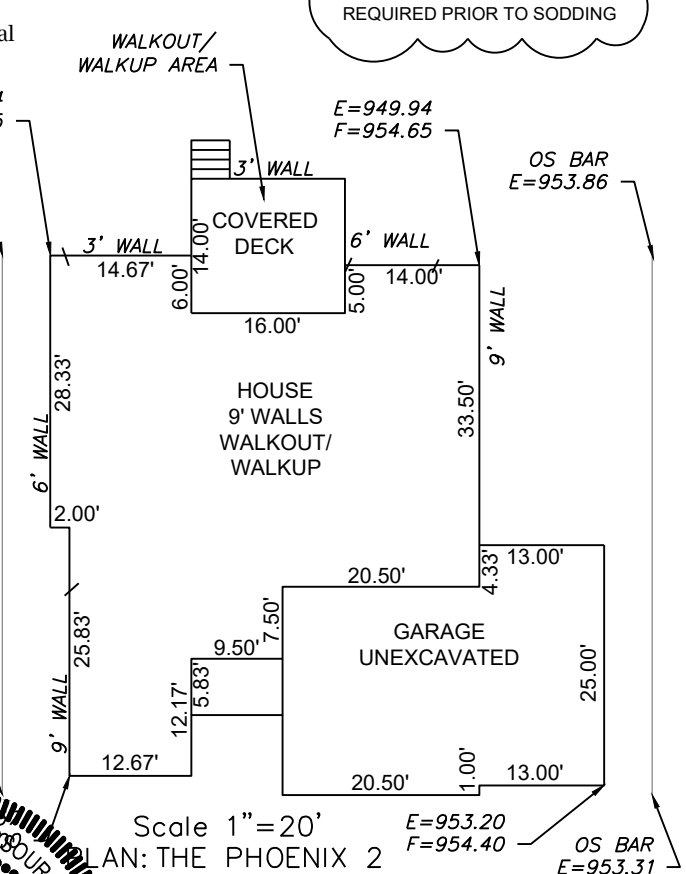 REQUIRED PRIOR TO SODDING
WALKOUT/
WALKUP AREA
E=949.94
F=954.65
OS BAR
E=953.86
3' WALL
COVERED
DECK
14.00'
3' WALL
14.67'
6' WALL
14.00'
6.00'
5.00'
16.00'
9' WALL
28.33'
HOUSE
9' WALLS
WALKOUT/
WALKUP
33.50'
6' WALL
2.00'
13.00'
4.33'
20.50'
7.50'
GARAGE
UNEXCAVATED
25.83'
9.50'
5.83'
12.17'
25.00'
9' WALL
12.67'
1.00'
13.00'
20.50'
Scale 1"=20'
PLAN: THE PHOENIX 2
E=953.20
F=954.40
OS BAR
E=953.31